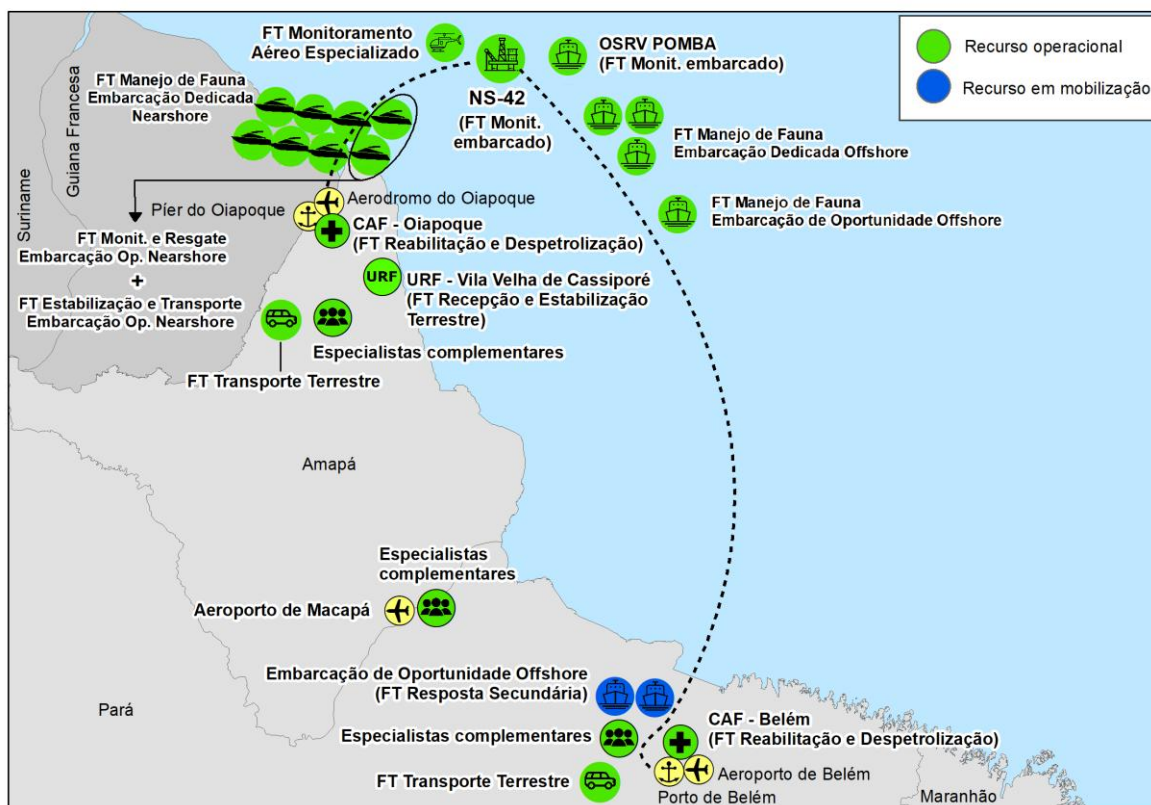 FT Monitoramento
Aéreo Especializado
OSRV POMBA
(FT Monit. embarcado)
Recurso operacional
Recurso em mobilização
FT Manejo de Fauna
Embarcação Dedicada
Nearshore
NS-42
(FT Monit.
embarcado)
FT Manejo de Fauna
Embarcação Dedicada Offshore
FT Manejo de Fauna
Embarcação de Oportunidade Offshore
Suriname
Guiana Francesa
Píer do Oiapoque
Aerodromo do Oiapoque
CAF - Oiapoque
(FT Reabilitação e Despetrolização)
FT Monit. e Resgate
Embarcação Op. Nearshore
+
FT Estabilização e Transporte
Embarcação Op. Nearshore
URF
URF - Vila Velha de Cassiporé
(FT Recepção e Estabilização
Terrestre)
Especialistas complementares
FT Transporte Terrestre
Amapá
Especialistas
complementares
Aeroporto de Macapá
Embarcação de Oportunidade Offshore
(FT Resposta Secundária)
Pará
Especialistas complementares
CAF - Belém
(FT Reabilitação e Despetrolização)
FT Transporte Terrestre
Aeroporto de Belém
Porto de Belém
Maranhão